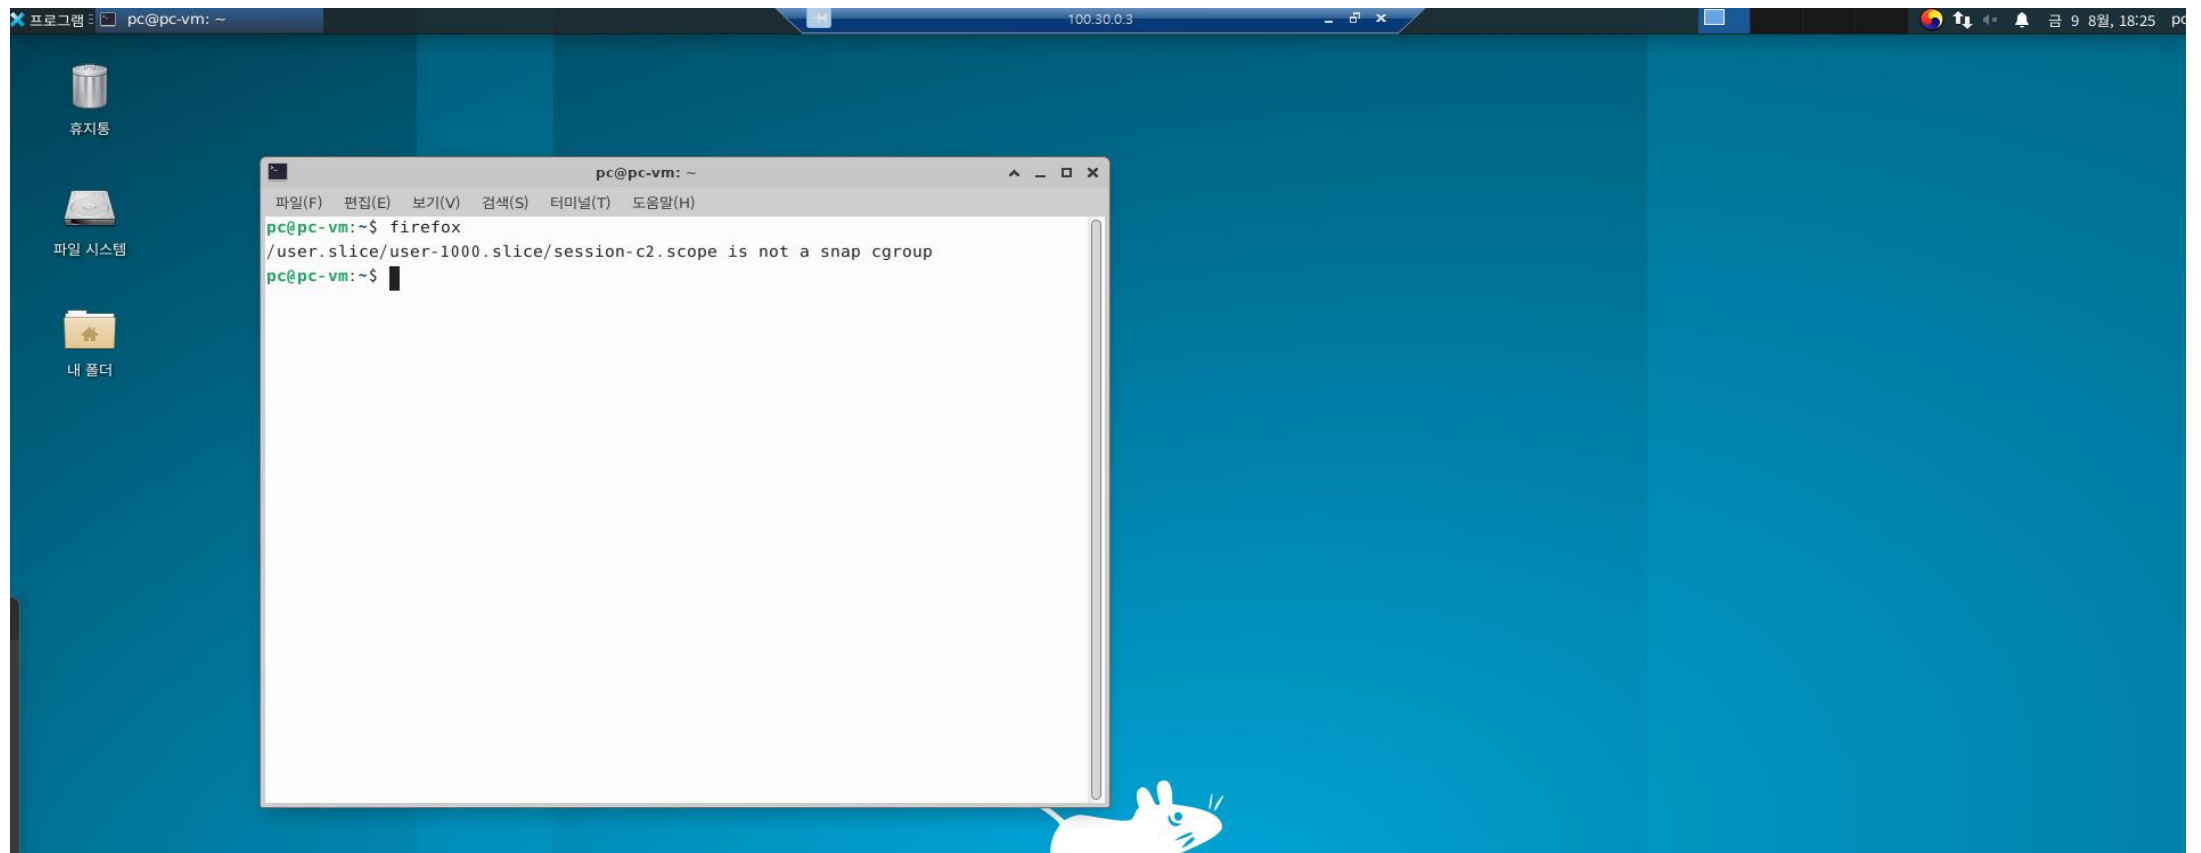 프로그램 pc@pc-vm: ~ 100.30.0.3 금 9 8월, 18:25 pc
휴지통
파일 시스템
내 폴더
pc@pc-vm: ~
파일(F) 편집(E) 보기(V) 검색(S) 터미널(T) 도움말(H)
pc@pc-vm:~$ firefox
/user.slice/user-1000.slice/session-c2.scope is not a snap cgroup
pc@pc-vm:~$